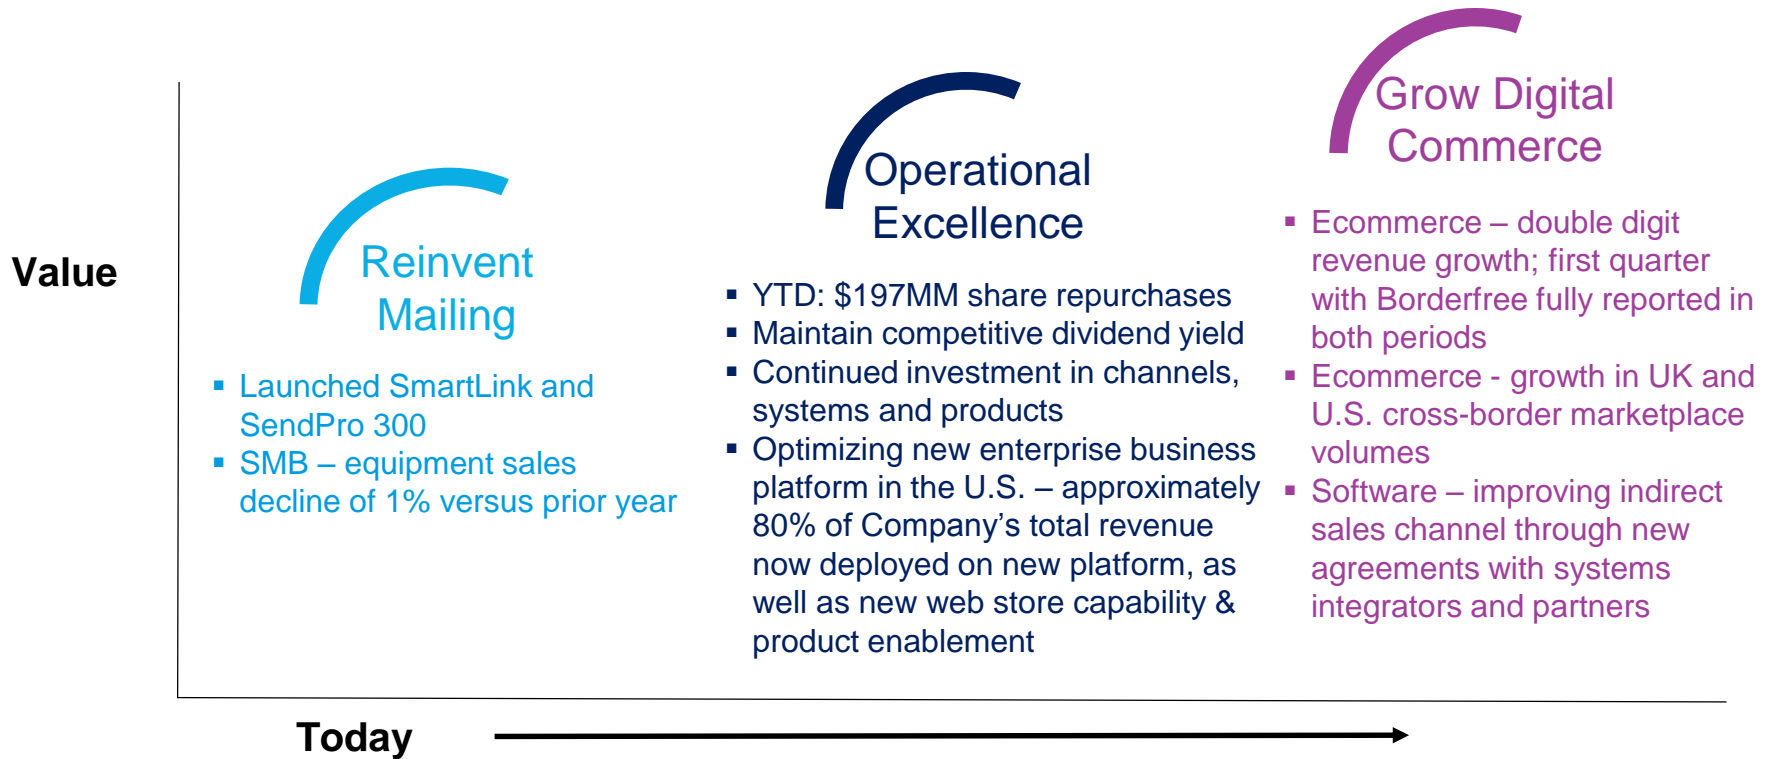 Value
Reinvent
Mailing
▪ Launched SmartLink and
SendPro 300
▪ SMB – equipment sales
decline of 1% versus prior year
Operational
Excellence
▪ YTD: $197MM share repurchases
▪ Maintain competitive dividend yield
▪ Continued investment in channels,
systems and products
▪ Optimizing new enterprise business
platform in the U.S. – approximately
80% of Company’s total revenue
now deployed on new platform, as
well as new web store capability &
product enablement
Grow Digital
Commerce
▪ Ecommerce – double digit
revenue growth; first quarter
with Borderfree fully reported in
both periods
▪ Ecommerce - growth in UK and
U.S. cross-border marketplace
volumes
▪ Software – improving indirect
sales channel through new
agreements with systems
integrators and partners
Today